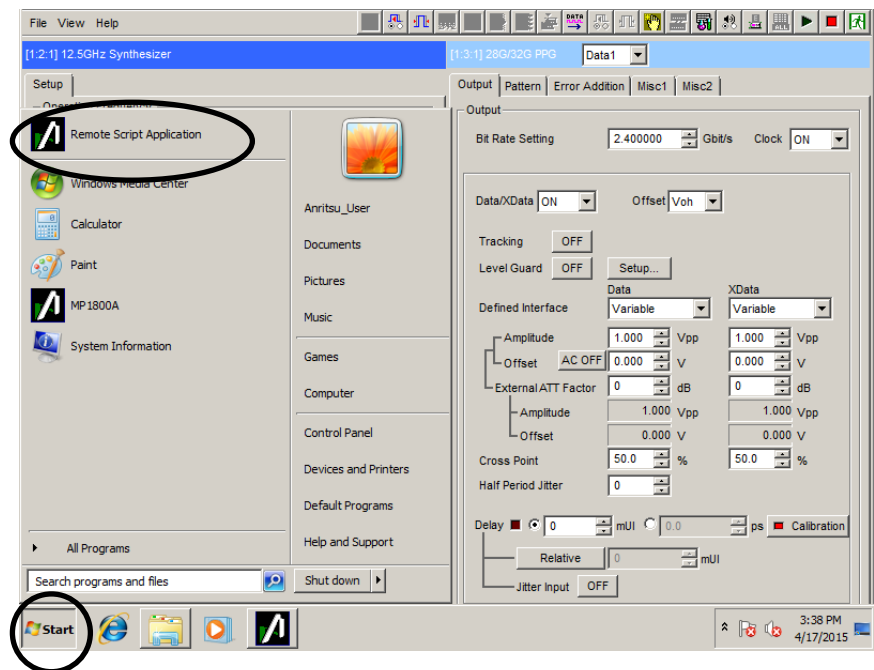 File View Help
DATA
[1:2:1] 12.5GHz Synthesizer
[1:3:1] 28G/32G PPG Data1
Setup
Output Pattern Error Addition Misc1 Misc2
Output
Bit Rate Setting 2.400000 Gbit/s Clock ON
Data/XData ON Offset Voh
Tracking OFF
Level Guard OFF Setup...
Data XData
Defined Interface Variable Variable
Amplitude 1.000 Vpp 1.000 Vpp
Offset AC OFF 0.000 V 0.000 V
External ATT Factor 0 dB 0 dB
Amplitude 1.000 Vpp 1.000 Vpp
Offset 0.000 V 0.000 V
Cross Point 50.0 % 50.0 %
Half Period Jitter 0
Delay 0 mUI 0.0 ps Calibration
Relative 0 mUI
Jitter Input OFF
Remote Script Application
Windows Media Center
Calculator
Paint
MP1800A
System Information
All Programs
Search programs and files
Anritsu_User
Documents
Pictures
Music
Games
Computer
Control Panel
Devices and Printers
Default Programs
Help and Support
Shut down
Start
3:38 PM
4/17/2015